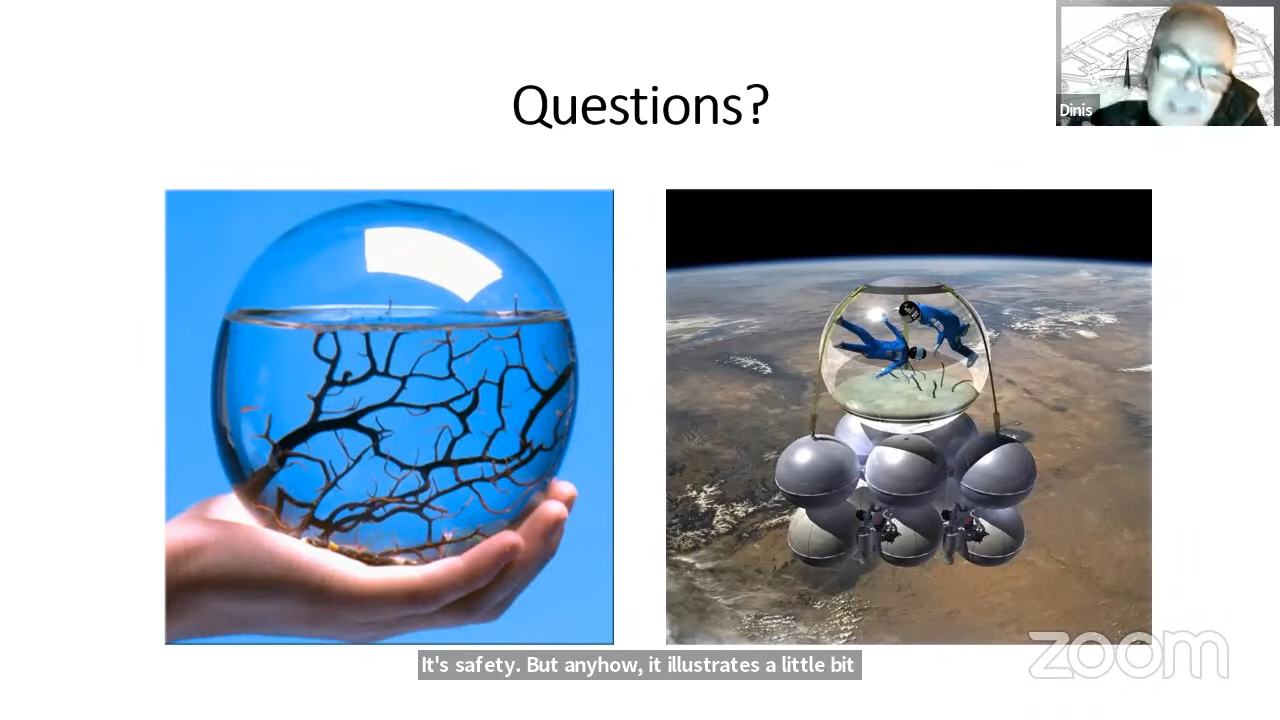 Questions?
Dinis
It's safety. But anyhow, it illustrates a little bit
zoom